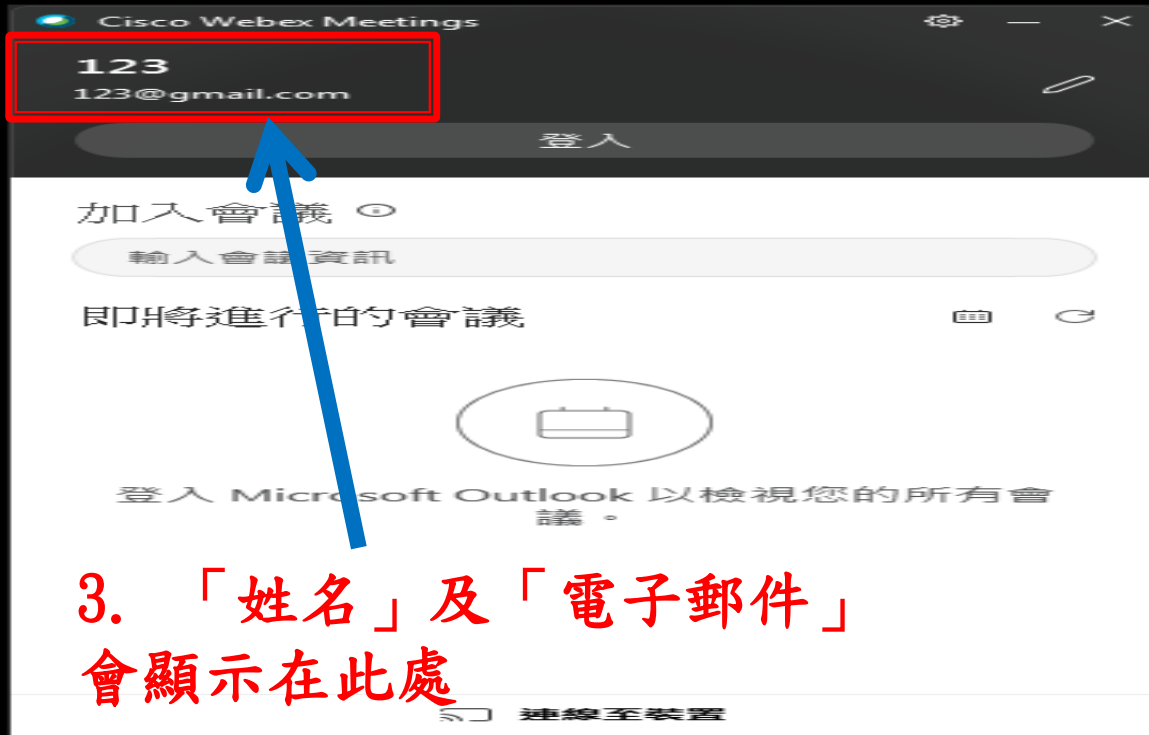 Cisco Webex Meetings
123
123@gmail.com
登入
加入會議
輸入會議資訊
即將進行的會議
登入 Microsoft Outlook 以檢視您的所有會
議。
3. 「姓名」及「電子郵件」
會顯示在此處
連線至裝置